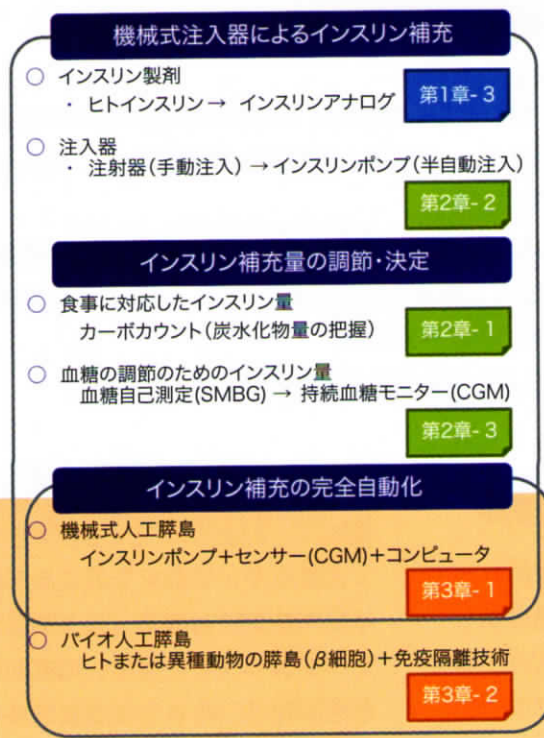 機械式注入器によるインスリン補充
○ インスリン製剤
・ ヒトインスリン→ インスリンアナログ
第1章- 3
○ 注入器
・ 注射器(手動注入) →インスリンポンプ(半自動注入)
第2章- 2
インスリン補充量の調節・決定
○ 食事に対応したインスリン量
カーボカウント(炭水化物量の把握)
第2章- 1
○ 血糖の調節のためのインスリン量
血糖自己測定(SMBG) → 持続血糖モニター(CGM)
第2章- 3
インスリン補充の完全自動化
○ 機械式人工膵島
インスリンポンプ+センサー(CGM)+コンピュータ
第3章- 1
○ バイオ人工膵島
ヒトまたは異種動物の膵島(β細胞)+免疫隔離技術
第3章- 2